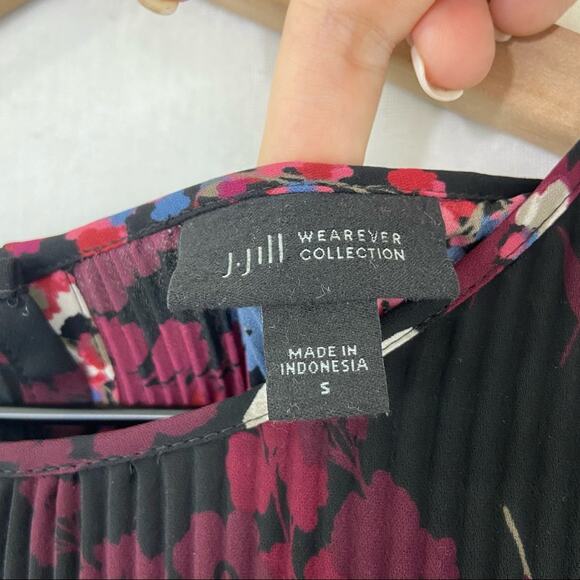 J.Jill WEAREVER
COLLECTION
MADE IN
INDONESIA
S